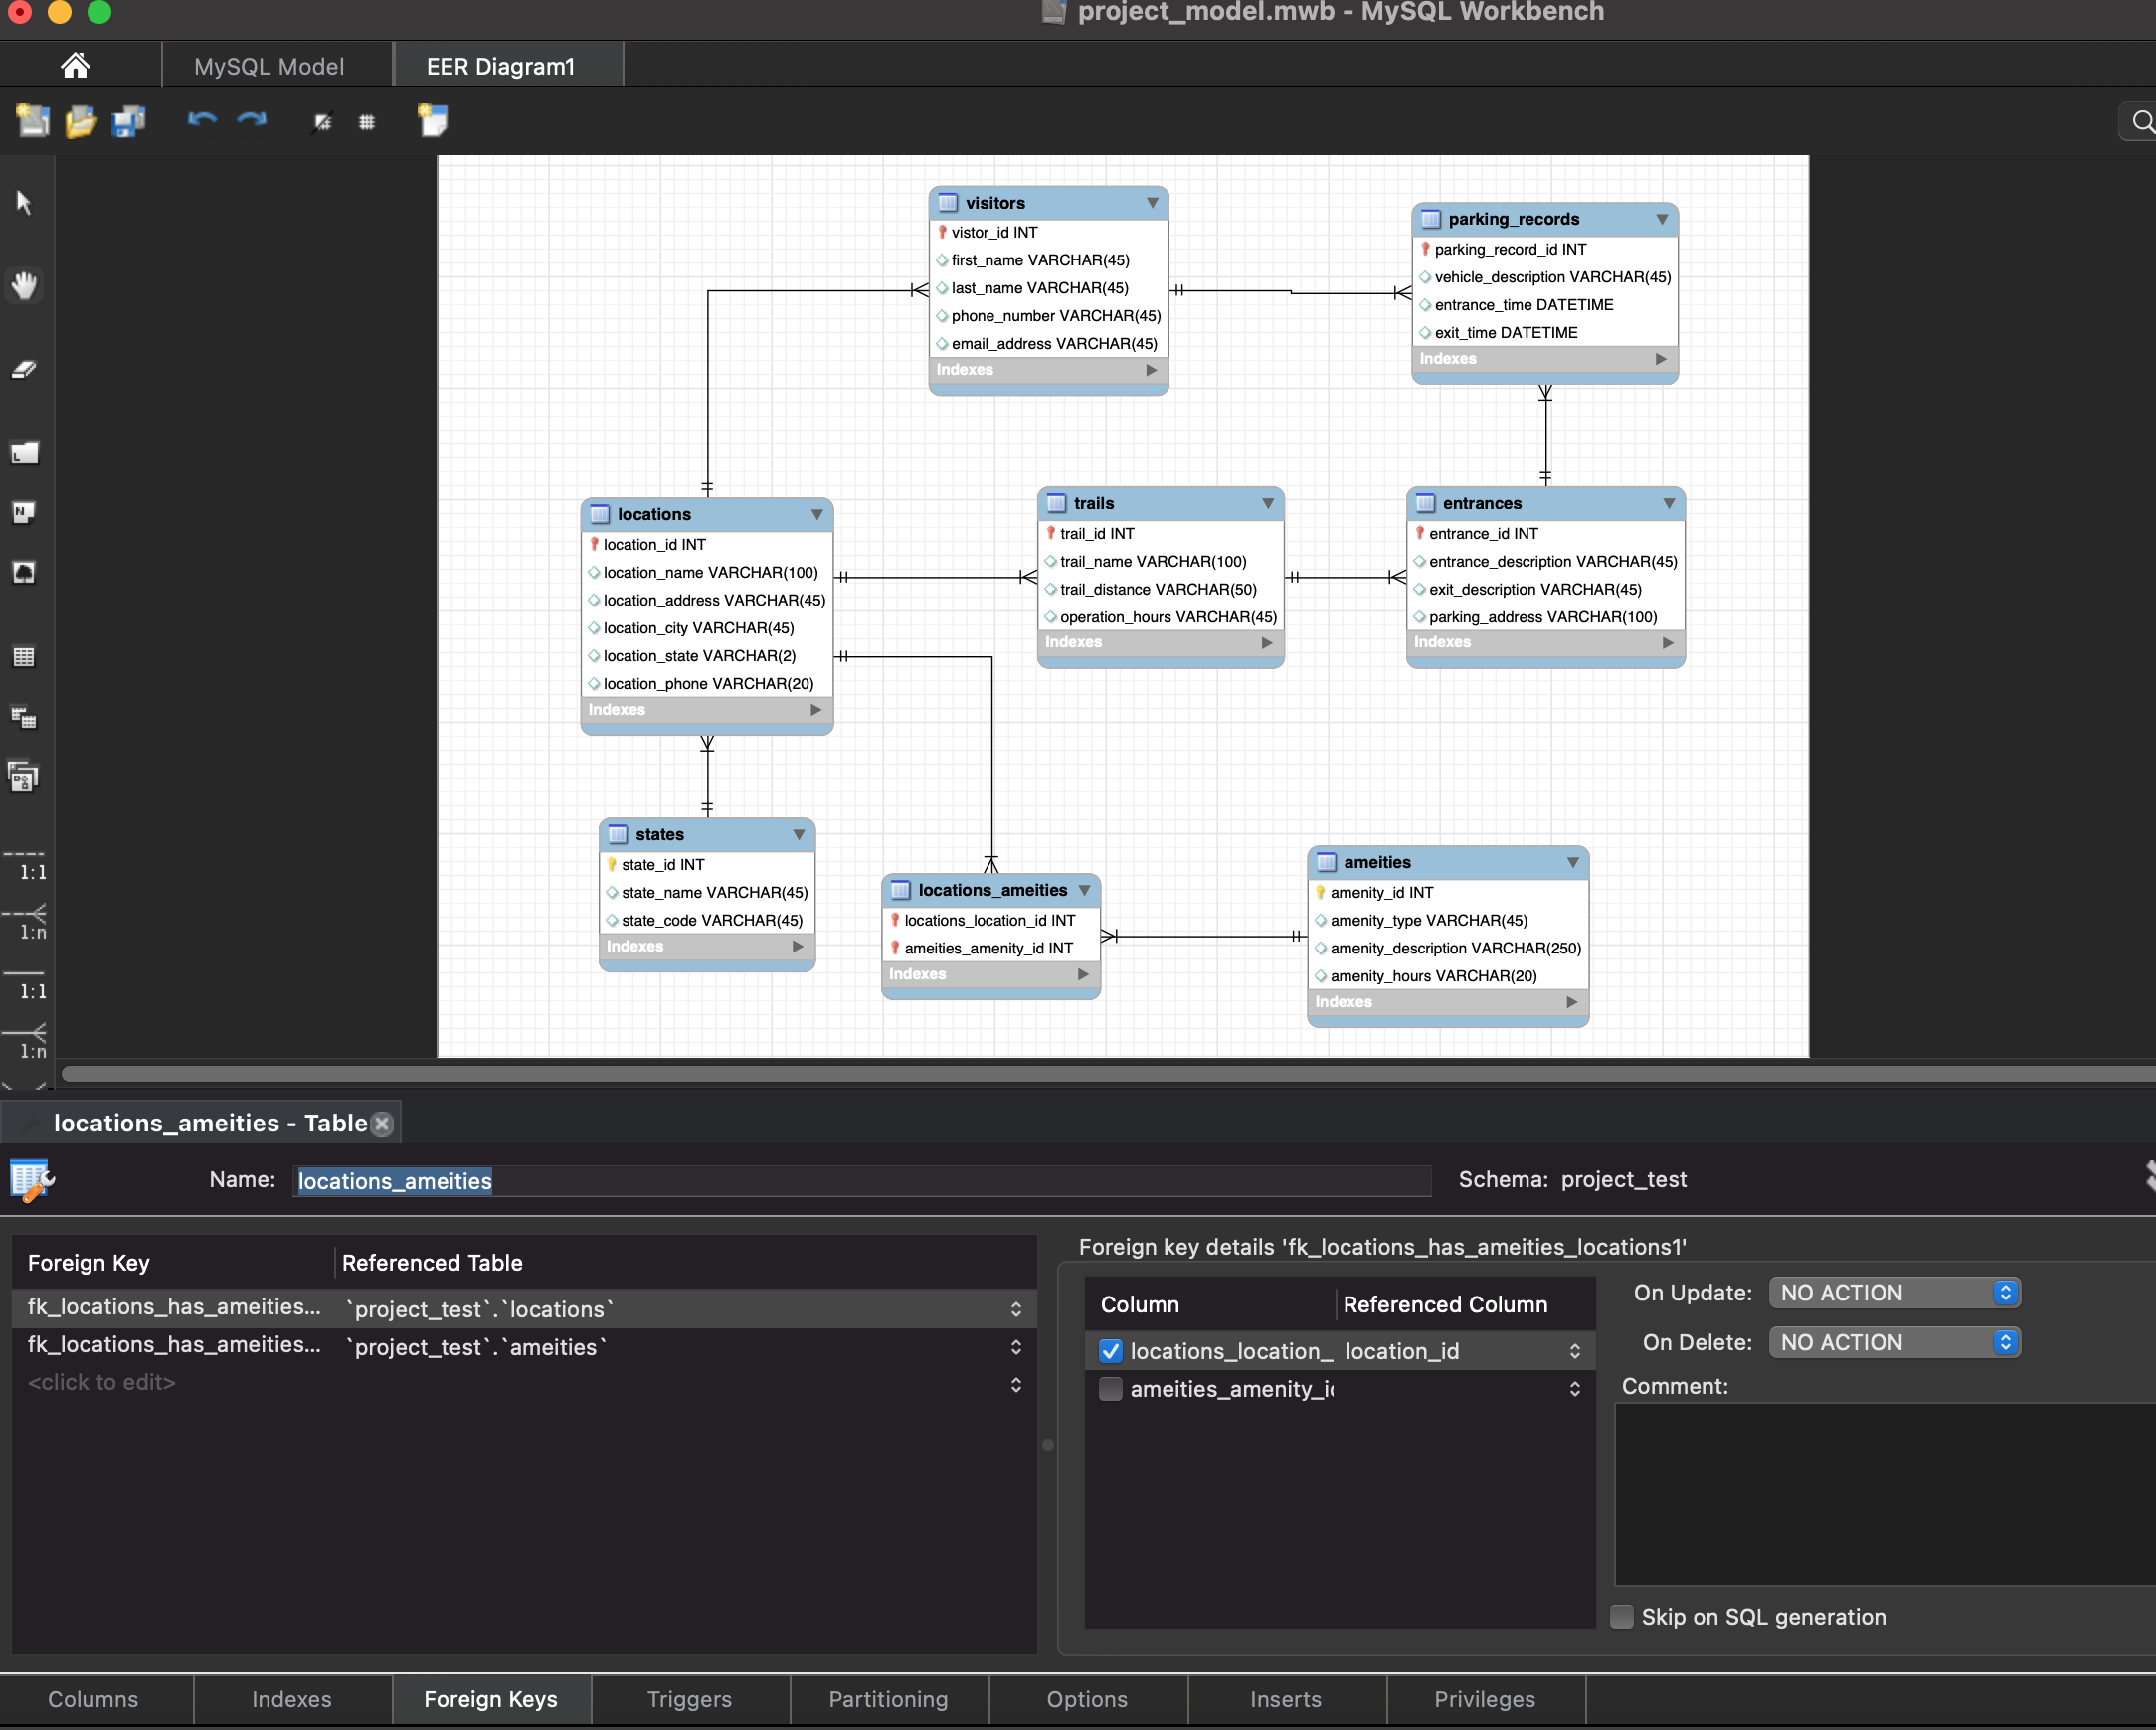 project_model.mwb - MySQL Workbench
MySQL Model
EER Diagram1
visitors
vistor_id INT
first_name VARCHAR(45)
last_name VARCHAR(45)
phone_number VARCHAR(45)
email_address VARCHAR(45)
Indexes
parking_records
parking_record_id INT
vehicle_description VARCHAR(45)
entrance_time DATETIME
exit_time DATETIME
Indexes
locations
location_id INT
location_name VARCHAR(100)
location_address VARCHAR(45)
location_city VARCHAR(45)
location_state VARCHAR(2)
location_phone VARCHAR(20)
Indexes
trails
trail_id INT
trail_name VARCHAR(100)
trail_distance VARCHAR(50)
operation_hours VARCHAR(45)
Indexes
entrances
entrance_id INT
entrance_description VARCHAR(45)
exit_description VARCHAR(45)
parking_address VARCHAR(100)
Indexes
states
state_id INT
state_name VARCHAR(45)
state_code VARCHAR(45)
Indexes
locations_ameities
locations_location_id INT
ameities_amenity_id INT
Indexes
ameities
amenity_id INT
amenity_type VARCHAR(45)
amenity_description VARCHAR(250)
amenity_hours VARCHAR(20)
Indexes
1:1
1:n
1:1
1:n
locations_ameities - Table
Name: locations_ameities
Schema: project_test
Foreign Key Referenced Table
fk_locations_has_ameities... `project_test`.`locations`
fk_locations_has_ameities... `project_test`.`ameities`
<click to edit>
Foreign key details 'fk_locations_has_ameities_locations1'
Column Referenced Column
locations_location_ location_id
ameities_amenity_i
On Update: NO ACTION
On Delete: NO ACTION
Comment:
Skip on SQL generation
Columns Indexes Foreign Keys Triggers Partitioning Options Inserts Privileges